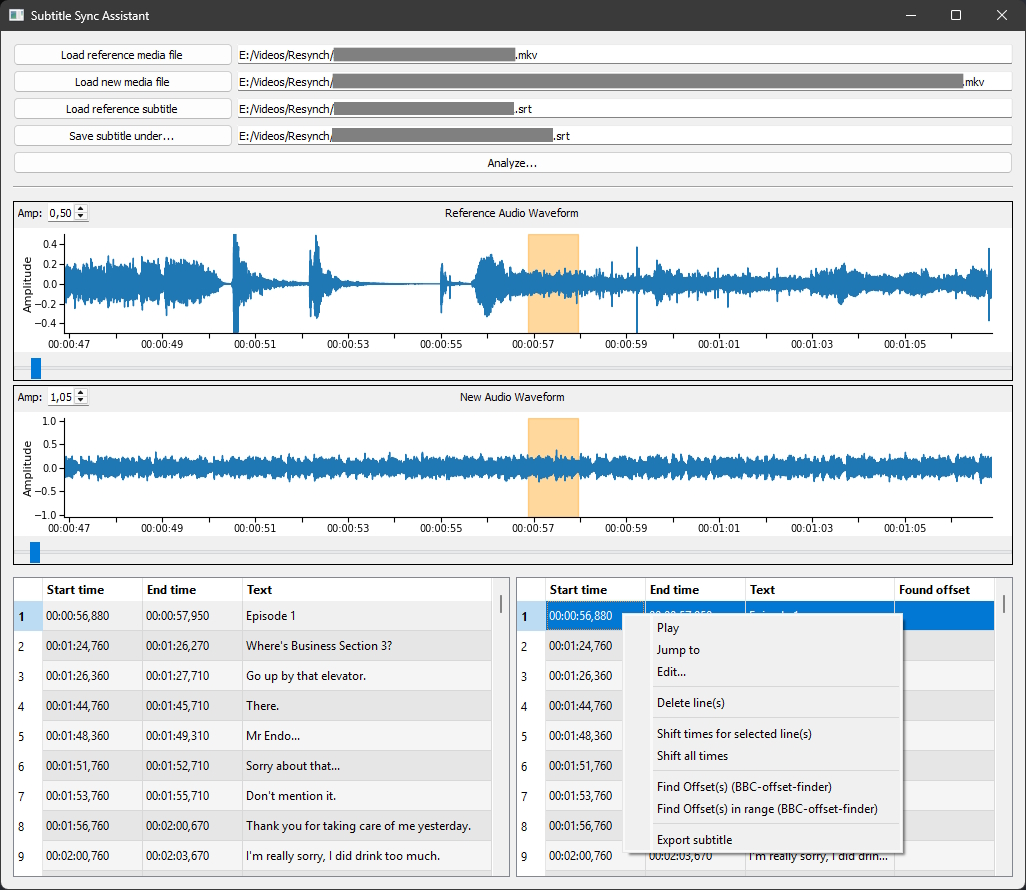 Subtitle Sync Assistant
Load reference media file E:/Videos/Resynch/ .mkv
Load new media file E:/Videos/Resynch/ .mkv
Load reference subtitle E:/Videos/Resynch/ .srt
Save subtitle under... E:/Videos/Resynch/ .srt
Analyze...
Amp: 0,50 Reference Audio Waveform
Amplitude
0.4
0.2
0.0
−0.2
−0.4
00:00:47 00:00:49 00:00:51 00:00:53 00:00:55 00:00:57 00:00:59 00:01:01 00:01:03 00:01:05
Amp: 1,05 New Audio Waveform
Amplitude
1.0
0.5
0.0
−0.5
−1.0
00:00:47 00:00:49 00:00:51 00:00:53 00:00:55 00:00:57 00:00:59 00:01:01 00:01:03 00:01:05
Start time End time Text
1 00:00:56,880 00:00:57,950 Episode 1
2 00:01:24,760 00:01:26,270 Where's Business Section 3?
3 00:01:26,360 00:01:27,710 Go up by that elevator.
4 00:01:44,760 00:01:45,710 There.
5 00:01:48,360 00:01:49,310 Mr Endo...
6 00:01:51,760 00:01:52,710 Sorry about that...
7 00:01:53,760 00:01:55,710 Don't mention it.
8 00:01:56,760 00:02:00,670 Thank you for taking care of me yesterday.
9 00:02:00,760 00:02:03,670 I'm really sorry, I did drink too much.
Start time End time Text Found offset
1 00:00:56,880
2 00:01:24,760
3 00:01:26,360
4 00:01:44,760
5 00:01:48,360
6 00:01:51,760
7 00:01:53,760
8 00:01:56,760
9 00:02:00,760 00:02:03,670 I'm really sorry, I did drin...
Play
Jump to
Edit...
Delete line(s)
Shift times for selected line(s)
Shift all times
Find Offset(s) (BBC-offset-finder)
Find Offset(s) in range (BBC-offset-finder)
Export subtitle